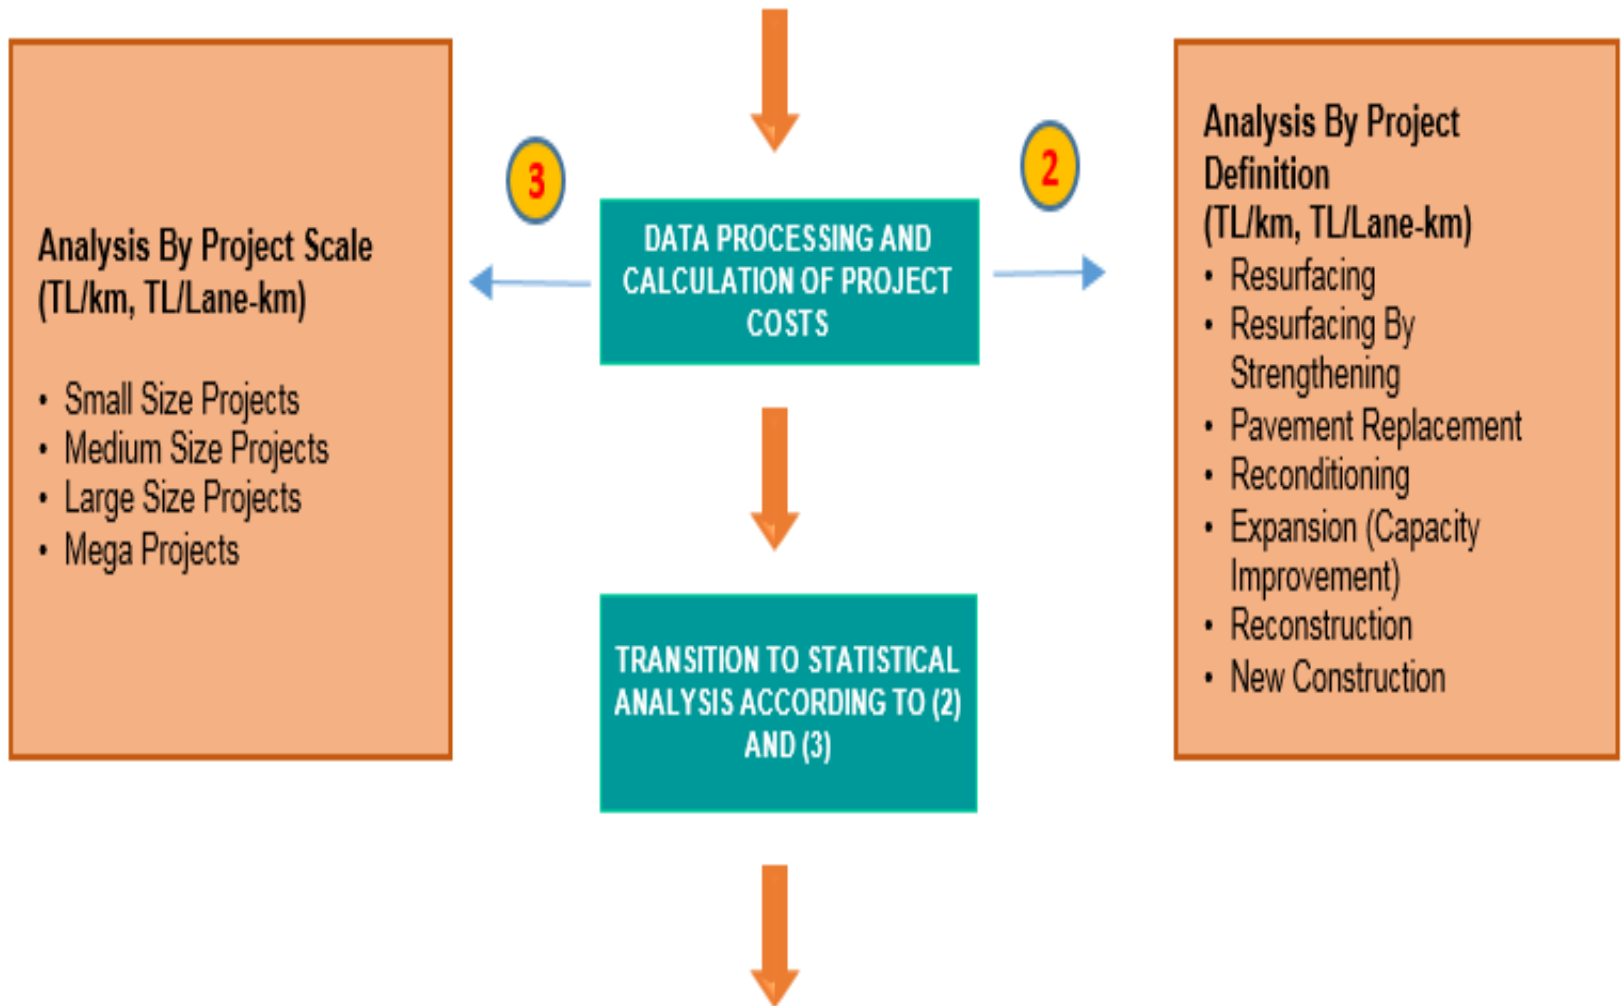 Analysis By Project Scale
(TL/km, TL/Lane-km)
• Small Size Projects
• Medium Size Projects
• Large Size Projects
• Mega Projects
3
DATA PROCESSING AND
CALCULATION OF PROJECT
COSTS
2
TRANSITION TO STATISTICAL
ANALYSIS ACCORDING TO (2)
AND (3)
Analysis By Project
Definition
(TL/km, TL/Lane-km)
• Resurfacing
• Resurfacing By
Strengthening
• Pavement Replacement
• Reconditioning
• Expansion (Capacity
Improvement)
• Reconstruction
• New Construction